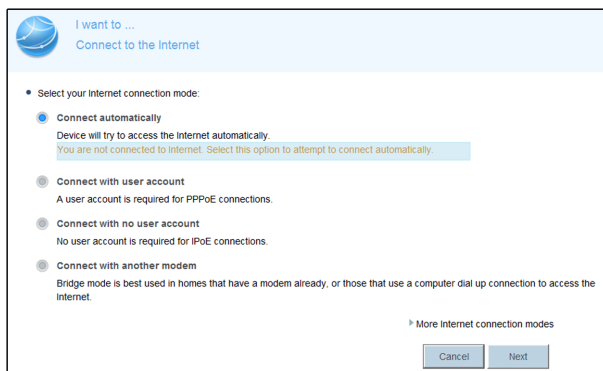 I want to ...
Connect to the Internet
Select your Internet connection mode:
Connect automatically
Device will try to access the Internet automatically.
You are not connected to Internet. Select this option to attempt to connect automatically.
Connect with user account
A user account is required for PPPoE connections.
Connect with no user account
No user account is required for IPoE connections.
Connect with another modem
Bridge mode is best used in homes that have a modem already, or those that use a computer dial up connection to access the
Internet.
More Internet connection modes
Cancel Next